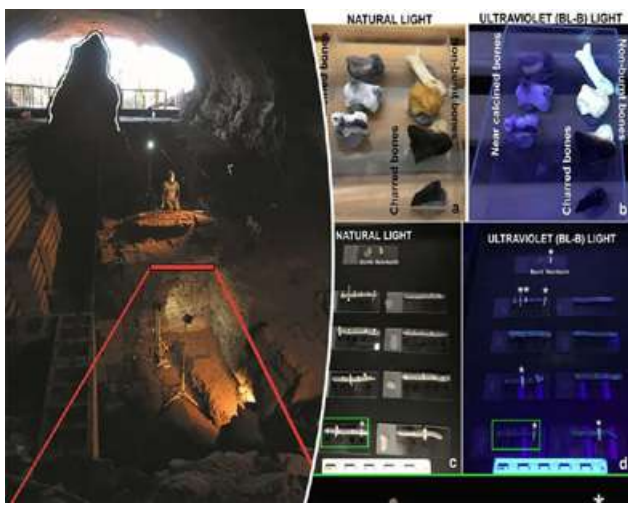 NATURAL LIGHT
ULTRAVIOLET (BL-B) LIGHT
Non-burnt bones
Charred bones
a
Near calcined bones
Non-burnt bones
Charred bones
b
NATURAL LIGHT
ULTRAVIOLET (BL-B) LIGHT
c
d